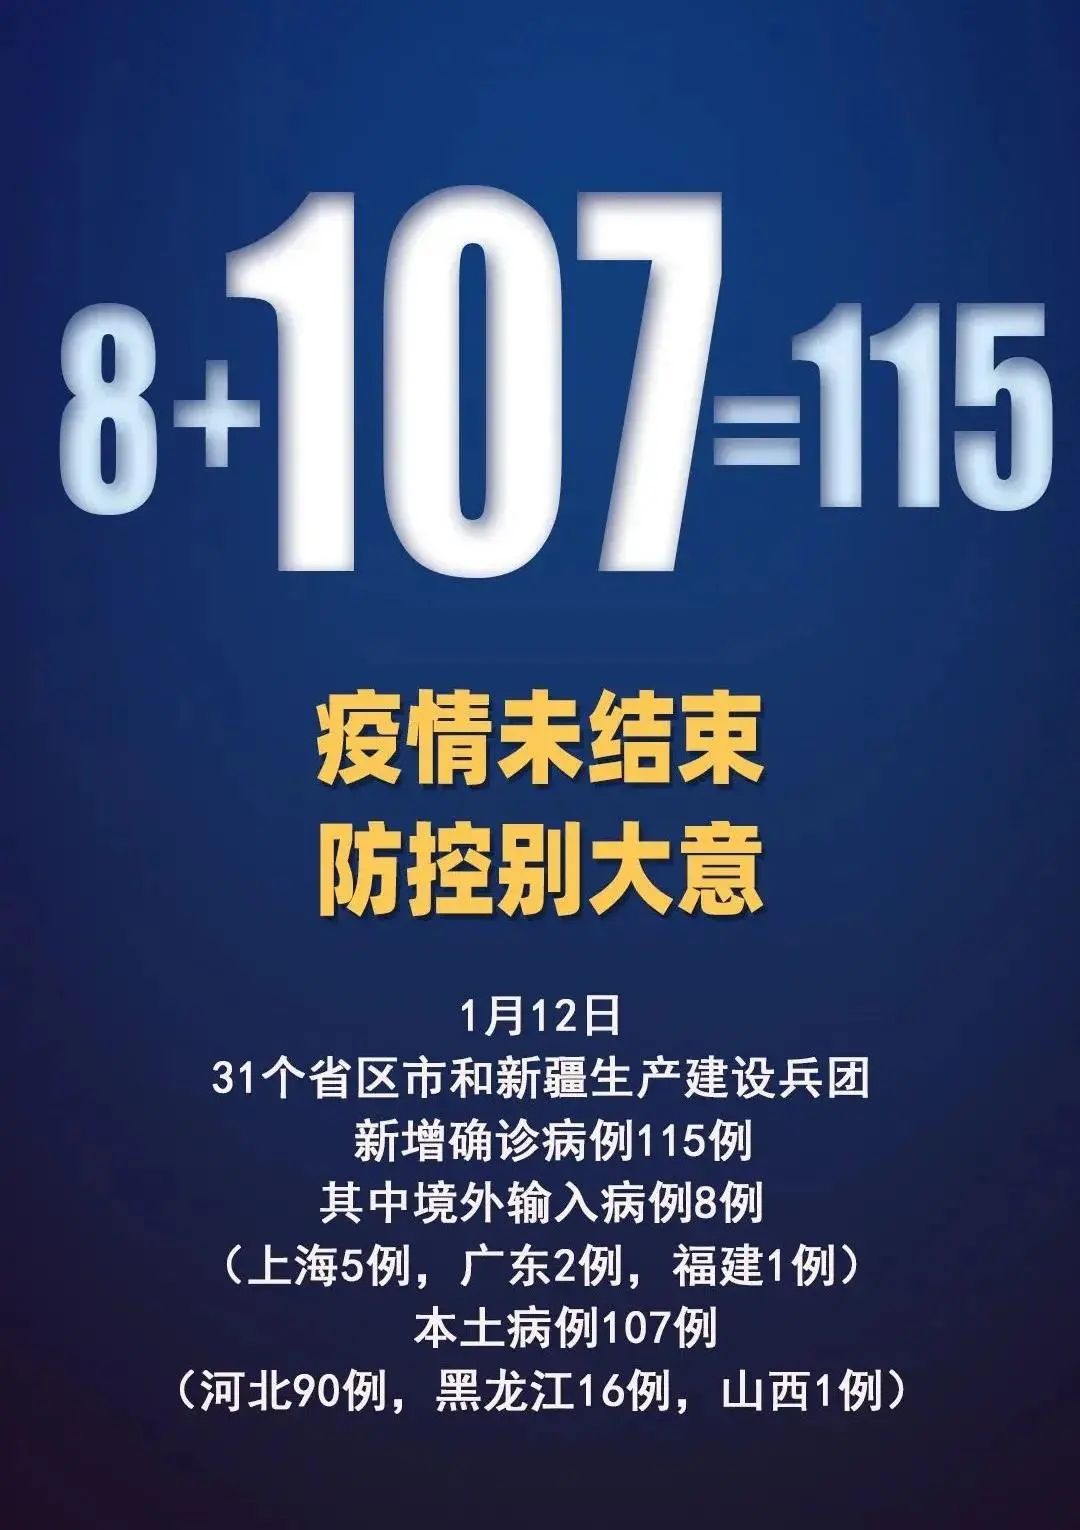 8+107=115
疫情未结束
防控别大意
1月12日
31个省区市和新疆生产建设兵团
新增确诊病例115例
其中境外输入病例8例
（上海5例，广东2例，福建1例）
本土病例107例
（河北90例，黑龙江16例，山西1例）